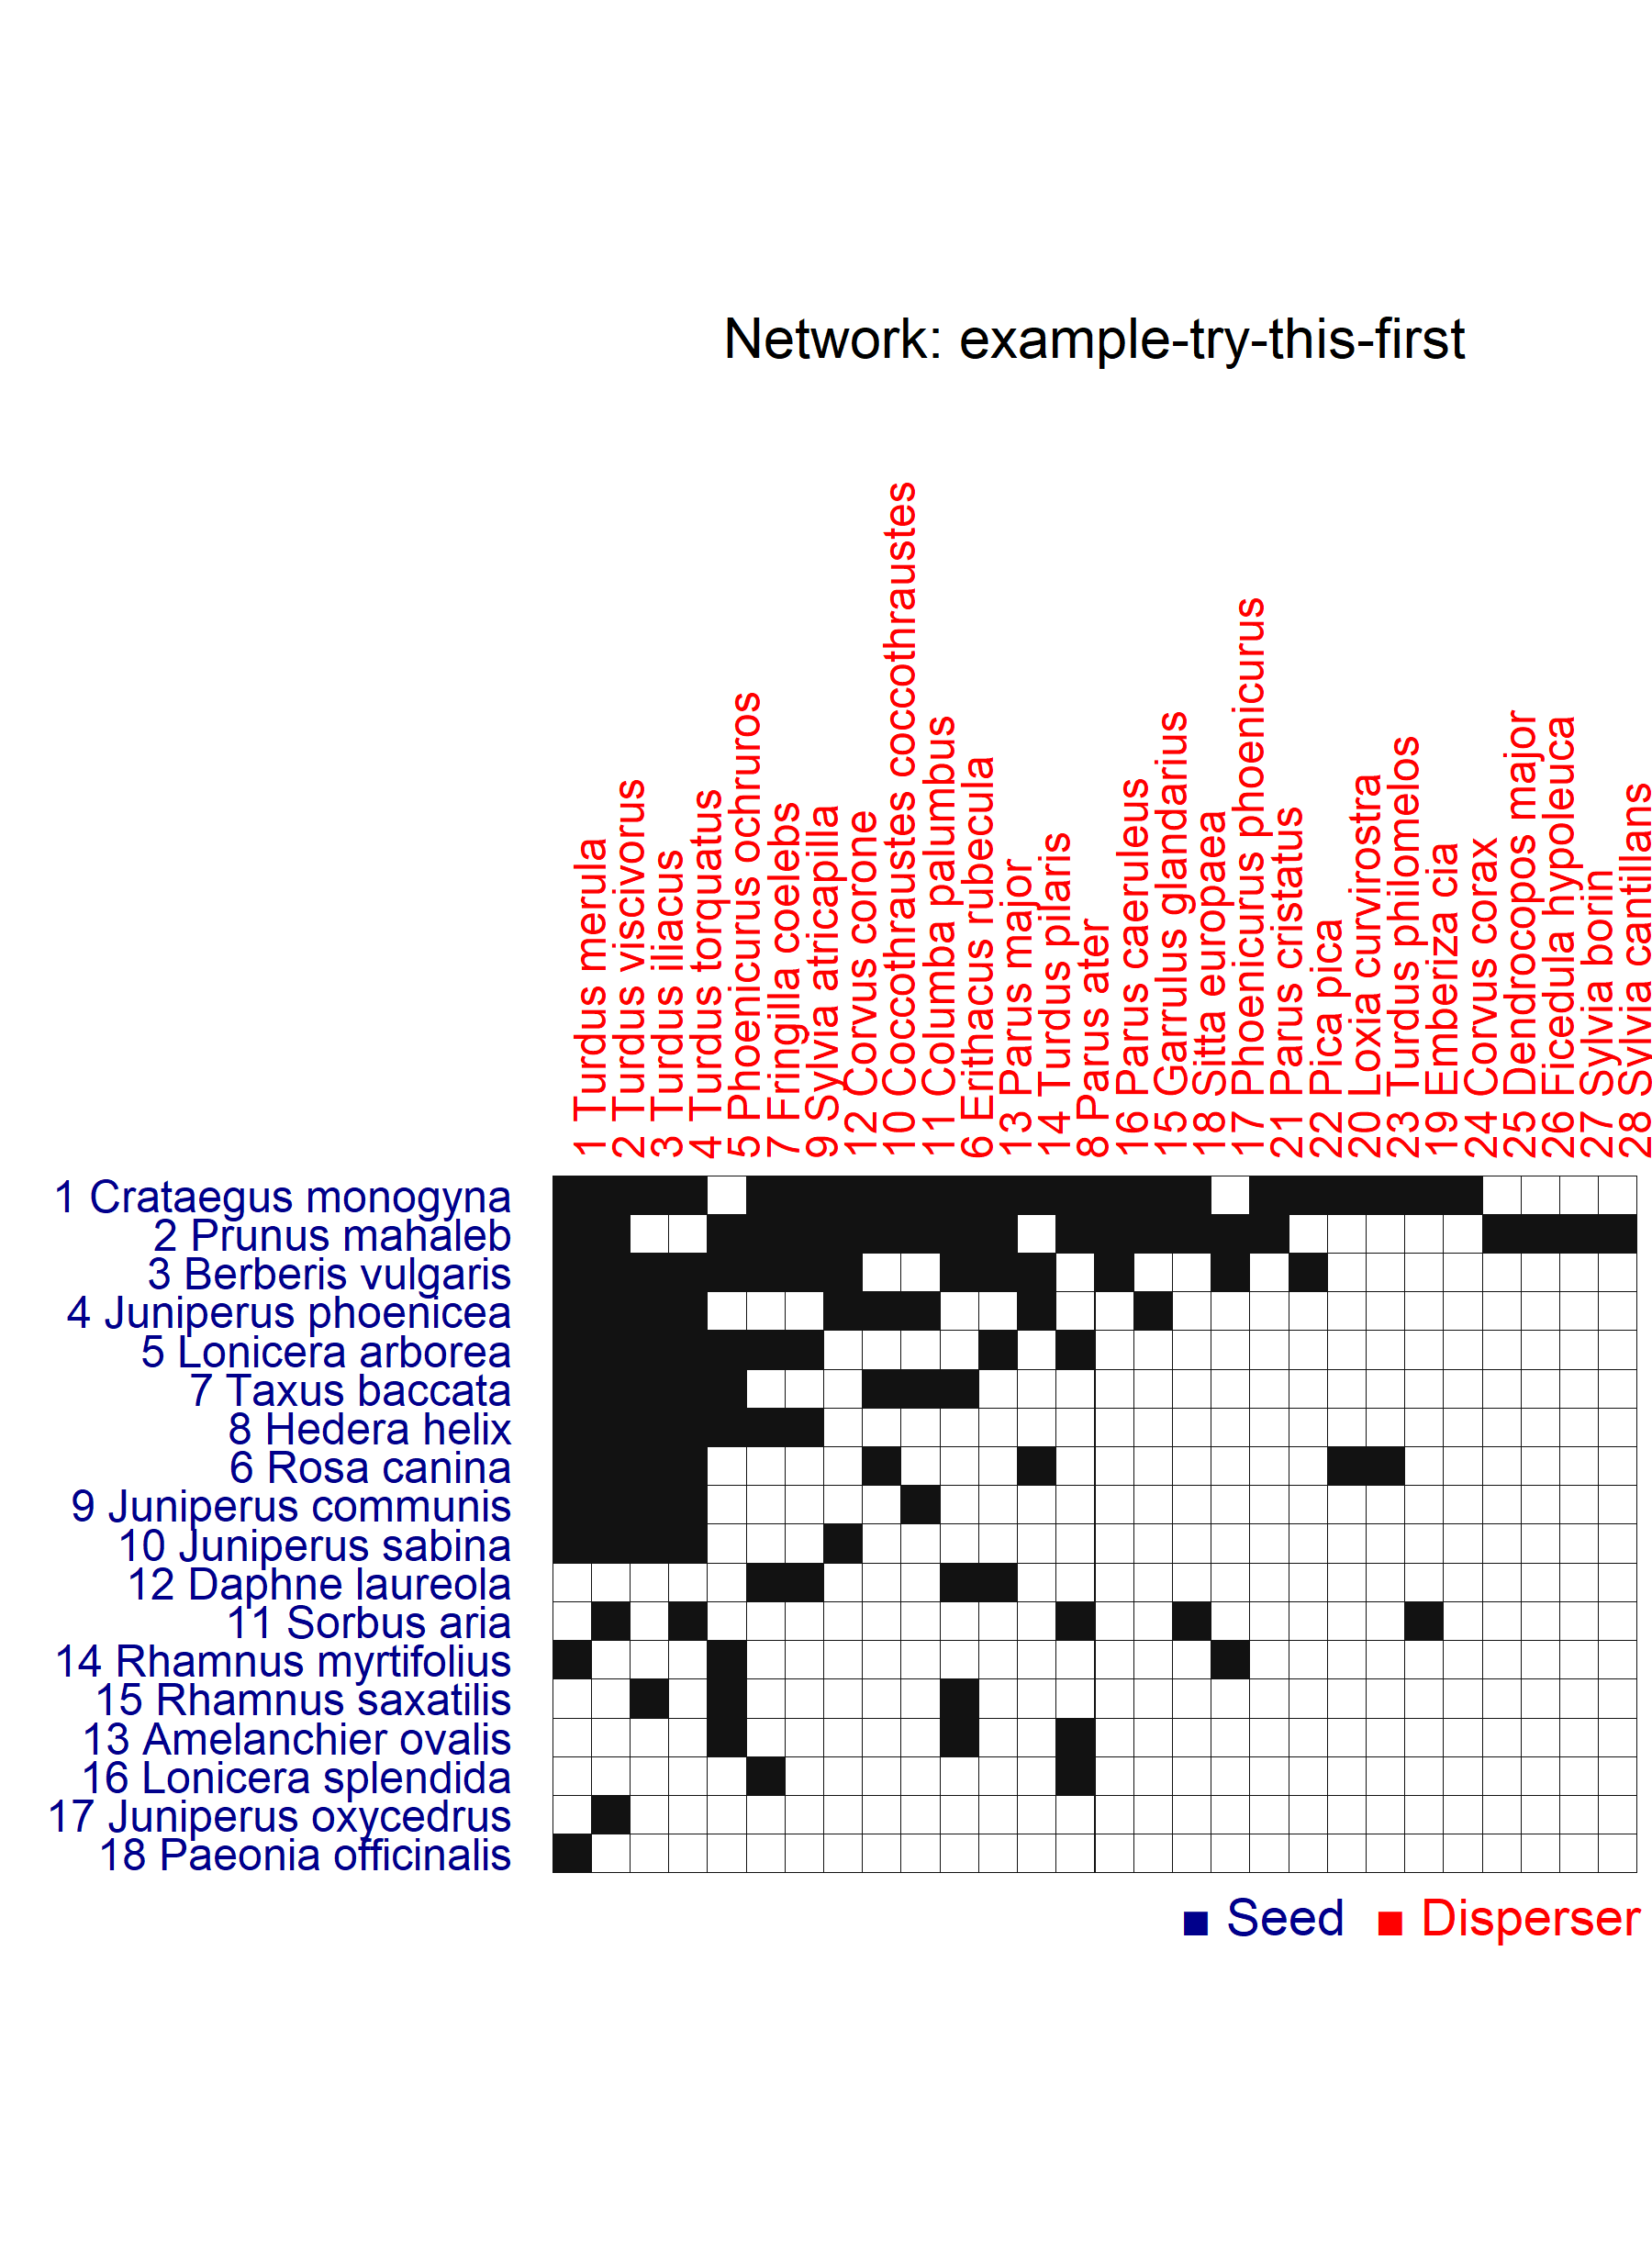 Network: example-try-this-first
1 Turdus merula
2 Turdus viscivorus
3 Turdus iliacus
4 Turdus torquatus
5 Phoenicurus ochruros
7 Fringilla coelebs
9 Sylvia atricapilla
12 Corvus corone
10 Coccothraustes coccothraustes
11 Columba palumbus
6 Erithacus rubecula
13 Parus major
14 Turdus pilaris
8 Parus ater
16 Parus caeruleus
15 Garrulus glandarius
18 Sitta europaea
17 Phoenicurus phoenicurus
21 Parus cristatus
22 Pica pica
20 Loxia curvirostra
23 Turdus philomelos
19 Emberiza cia
24 Corvus corax
25 Dendrocopos major
26 Ficedula hypoleuca
27 Sylvia borin
28 Sylvia cantillans
1 Crataegus monogyna
2 Prunus mahaleb
3 Berberis vulgaris
4 Juniperus phoenicea
5 Lonicera arborea
7 Taxus baccata
8 Hedera helix
6 Rosa canina
9 Juniperus communis
10 Juniperus sabina
12 Daphne laureola
11 Sorbus aria
14 Rhamnus myrtifolius
15 Rhamnus saxatilis
13 Amelanchier ovalis
16 Lonicera splendida
17 Juniperus oxycedrus
18 Paeonia officinalis
Seed Disperser